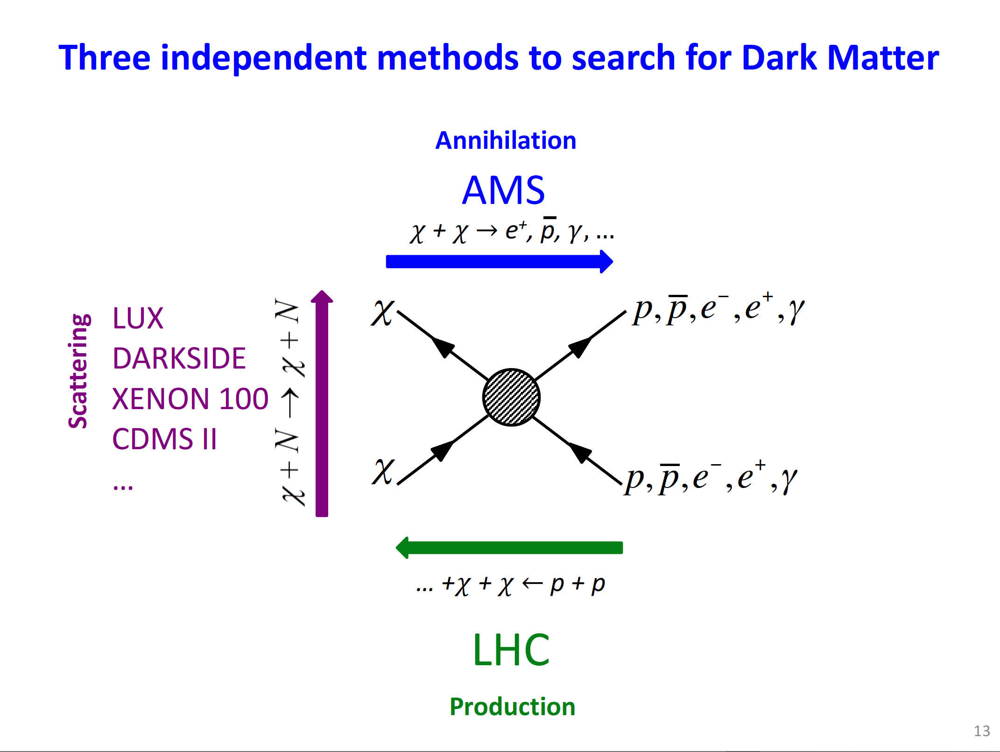 Three independent methods to search for Dark Matter
Annihilation
AMS
χ + χ → e⁺, p̅, γ, ...
Scattering
LUX
DARKSIDE
XENON 100
CDMS II
...
χ + N → χ + N
χ
p, p̅, e⁻, e⁺, γ
χ
p, p̅, e⁻, e⁺, γ
... +χ + χ ← p + p
LHC
Production
13